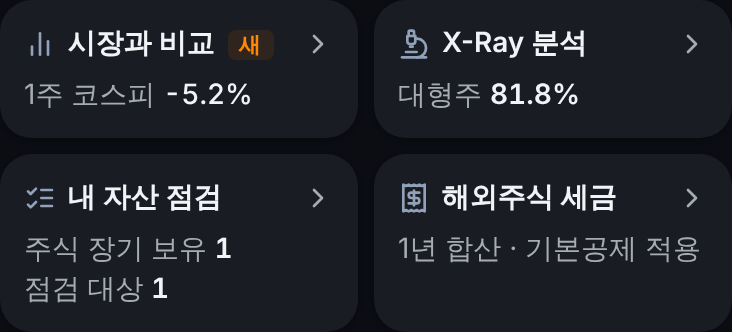 시장과 비교 새
1주 코스피 -5.2%
X-Ray 분석
대형주 81.8%
내 자산 점검
주식 장기 보유 1
점검 대상 1
해외주식 세금
1년 합산 · 기본공제 적용